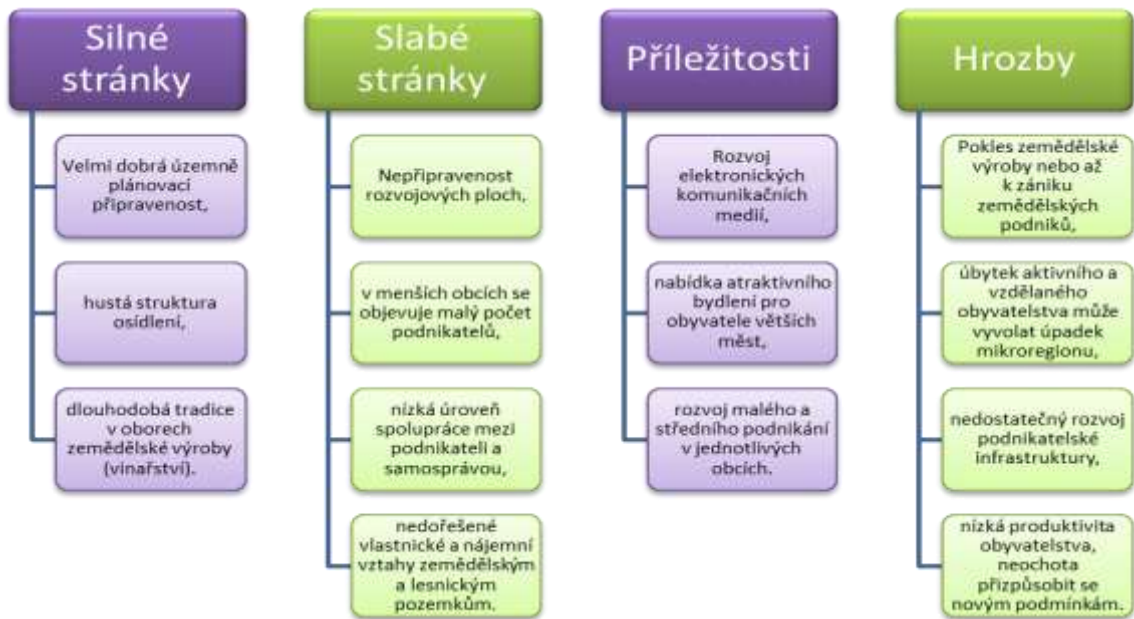 Silné
stránky
Velmi dobrá územně
plánovací
připravenost,
hustá struktura
osídlení,
dlouhodobá tradice
v oborech
zemědělské výroby
(vinařství).
Slabé
stránky
Nepřipravenost
rozvojových ploch,
v menších obcích se
objevuje malý počet
podnikatelů,
nízká úroveň
spolupráce mezi
podnikateli a
samosprávou,
nedořešené
vlastnické a nájemní
vztahy zemědělským
a lesnickým
pozemkům.
Příležitosti
Rozvoj
elektronických
komunikačních
medií,
nabídka atraktivního
bydlení pro
obyvatele větších
měst,
rozvoj malého a
středního podnikání
v jednotlivých
obcích.
Hrozby
Pokles zemědělské
výroby nebo až
k zániku
zemědělských
podniků,
úbytek aktivního a
vzdělaného
obyvatelstva může
vyvolat úpadek
mikroregionu,
nedostatečný rozvoj
podnikatelské
infrastruktury,
nízká produktivita
obyvatelstva,
neochota
přizpůsobit se
novým podmínkám.